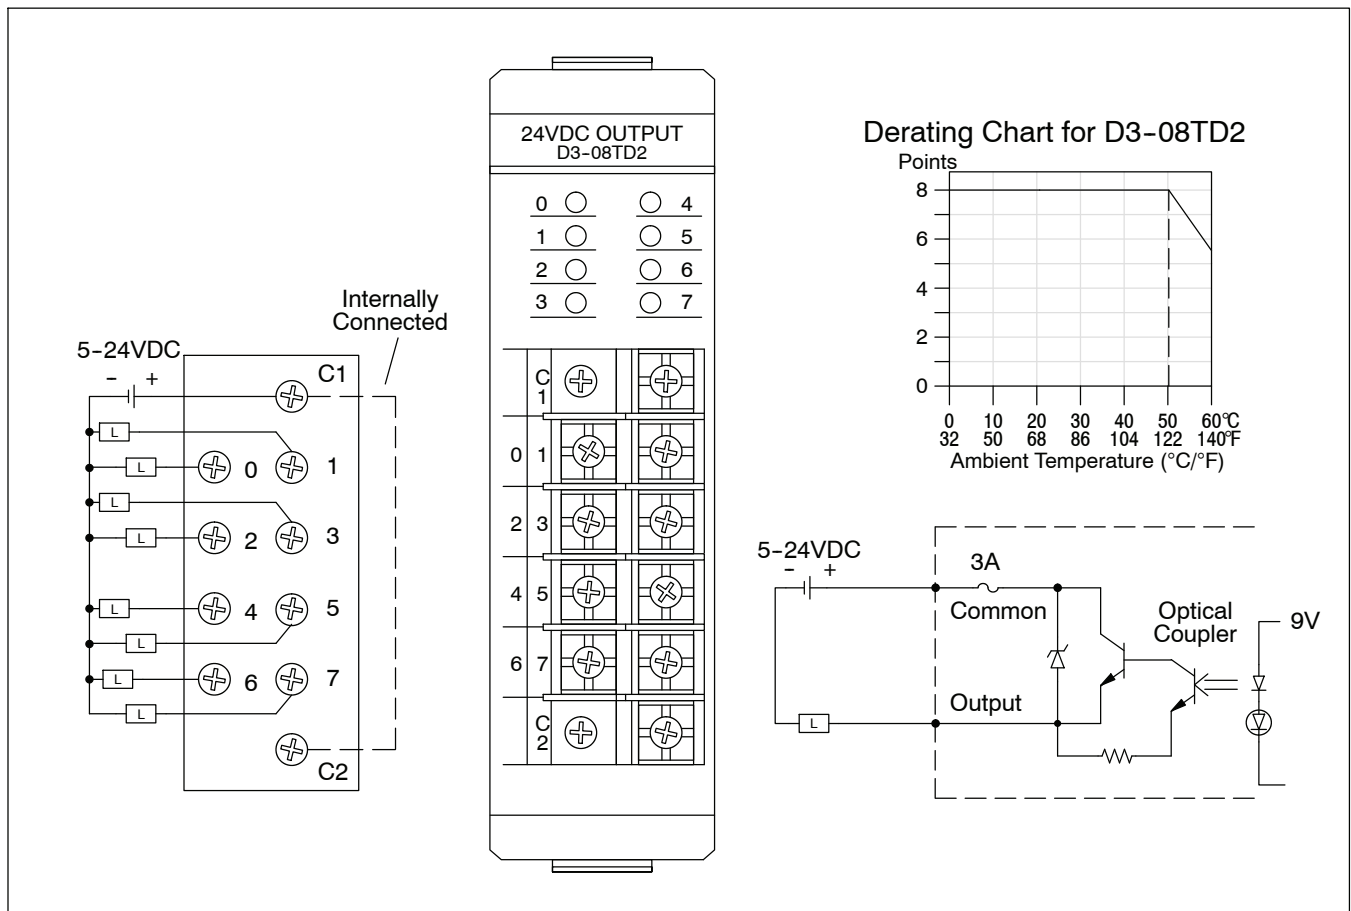 24VDC OUTPUT
D3-08TD2
0 4
1 5
2 6
3 7
C
1
0 1
2 3
4 5
6 7
C
2
Internally
Connected
5-24VDC
- +
C1
L
L
0 1
L
L
2 3
L
4 5
L
L
6 7
L
C2
Derating Chart for D3-08TD2
Points
8
6
4
2
0
0 10 20 30 40 50 60°C
32 50 68 86 104 122 140°F
Ambient Temperature (°C/°F)
5-24VDC
- +
3A
Common
Optical
Coupler
9V
Output
L